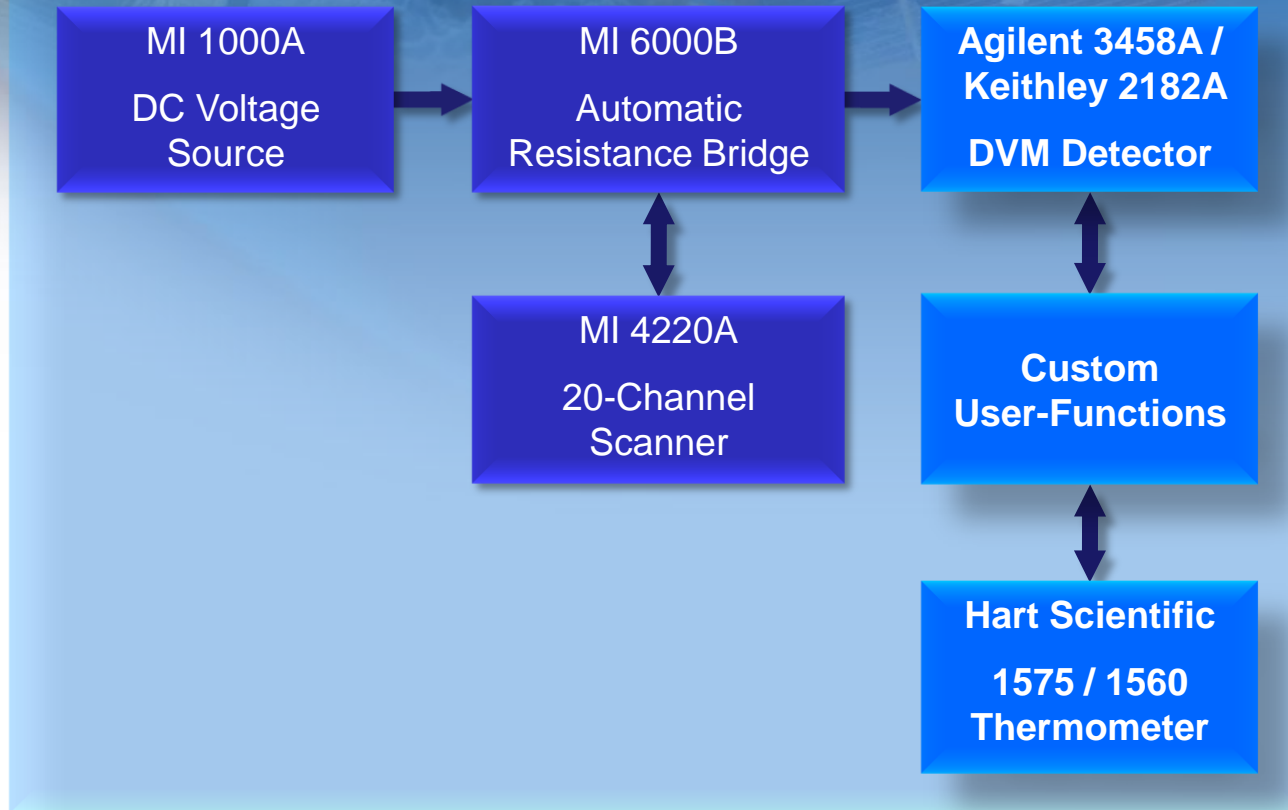 MI 1000A
DC Voltage
Source
MI 6000B
Automatic
Resistance Bridge
Agilent 3458A /
Keithley 2182A
DVM Detector
MI 4220A
20-Channel
Scanner
Custom
User-Functions
Hart Scientific
1575 / 1560
Thermometer